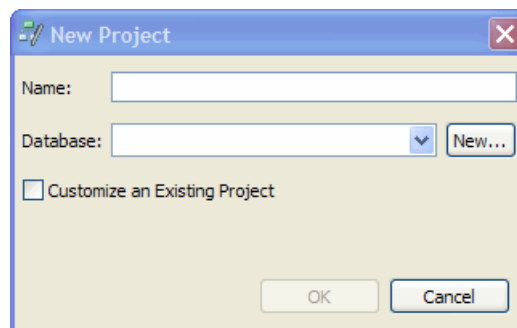 New Project
Name:
Database: New...
Customize an Existing Project
OK Cancel